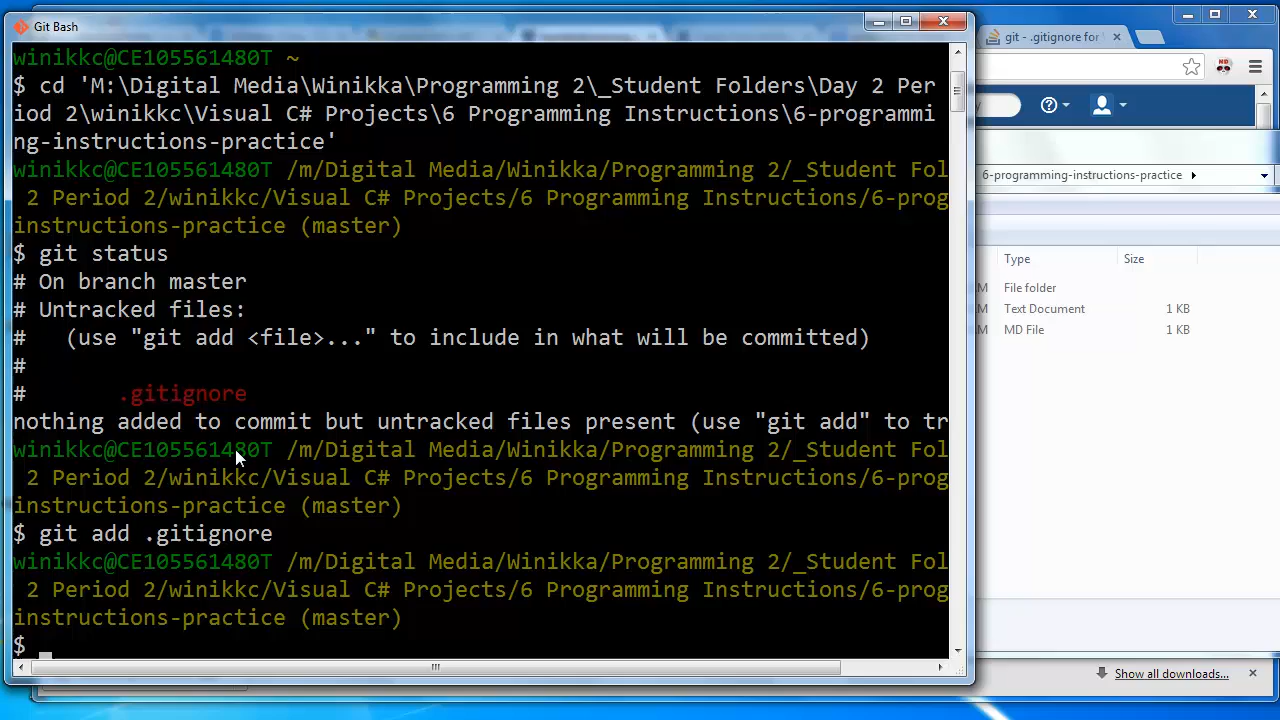 Git Bash
winikkc@CE105561480T ~
$ cd 'M:\Digital Media\Winikka\Programming 2\_Student Folders\Day 2 Per
iod 2\winikkc\Visual C# Projects\6 Programming Instructions\6-programmi
ng-instructions-practice'
winikkc@CE105561480T /m/Digital Media/Winikka/Programming 2/_Student Fol
2 Period 2/winikkc/Visual C# Projects/6 Programming Instructions/6-prog
instructions-practice (master)
$ git status
# On branch master
# Untracked files:
#   (use "git add <file>..." to include in what will be committed)
#
#       .gitignore
nothing added to commit but untracked files present (use "git add" to tr
winikkc@CE105561480T /m/Digital Media/Winikka/Programming 2/_Student Fol
2 Period 2/winikkc/Visual C# Projects/6 Programming Instructions/6-prog
instructions-practice (master)
$ git add .gitignore
winikkc@CE105561480T /m/Digital Media/Winikka/Programming 2/_Student Fol
2 Period 2/winikkc/Visual C# Projects/6 Programming Instructions/6-prog
instructions-practice (master)
$
git - .gitignore for
6-programming-instructions-practice
Type Size
File folder
Text Document 1 KB
MD File 1 KB
Show all downloads...